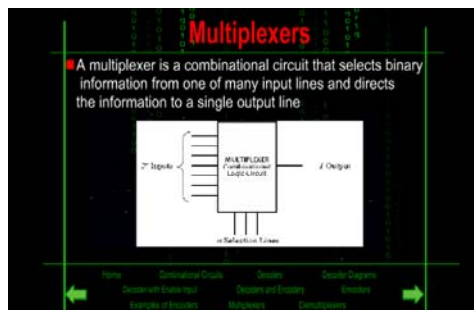 Multiplexers
A multiplexer is a combinational circuit that selects binary
information from one of many input lines and directs
the information to a single output line
2ⁿ Inputs
MULTIPLEXER
Combinational
Logic Circuit
1 Output
n Selection Lines
Home Combinational Circuits Decoders Decoder Diagrams
Decoder with Enable Input Decoders and Encoders Encoders
Examples of Encoders Multiplexers Demultiplexers